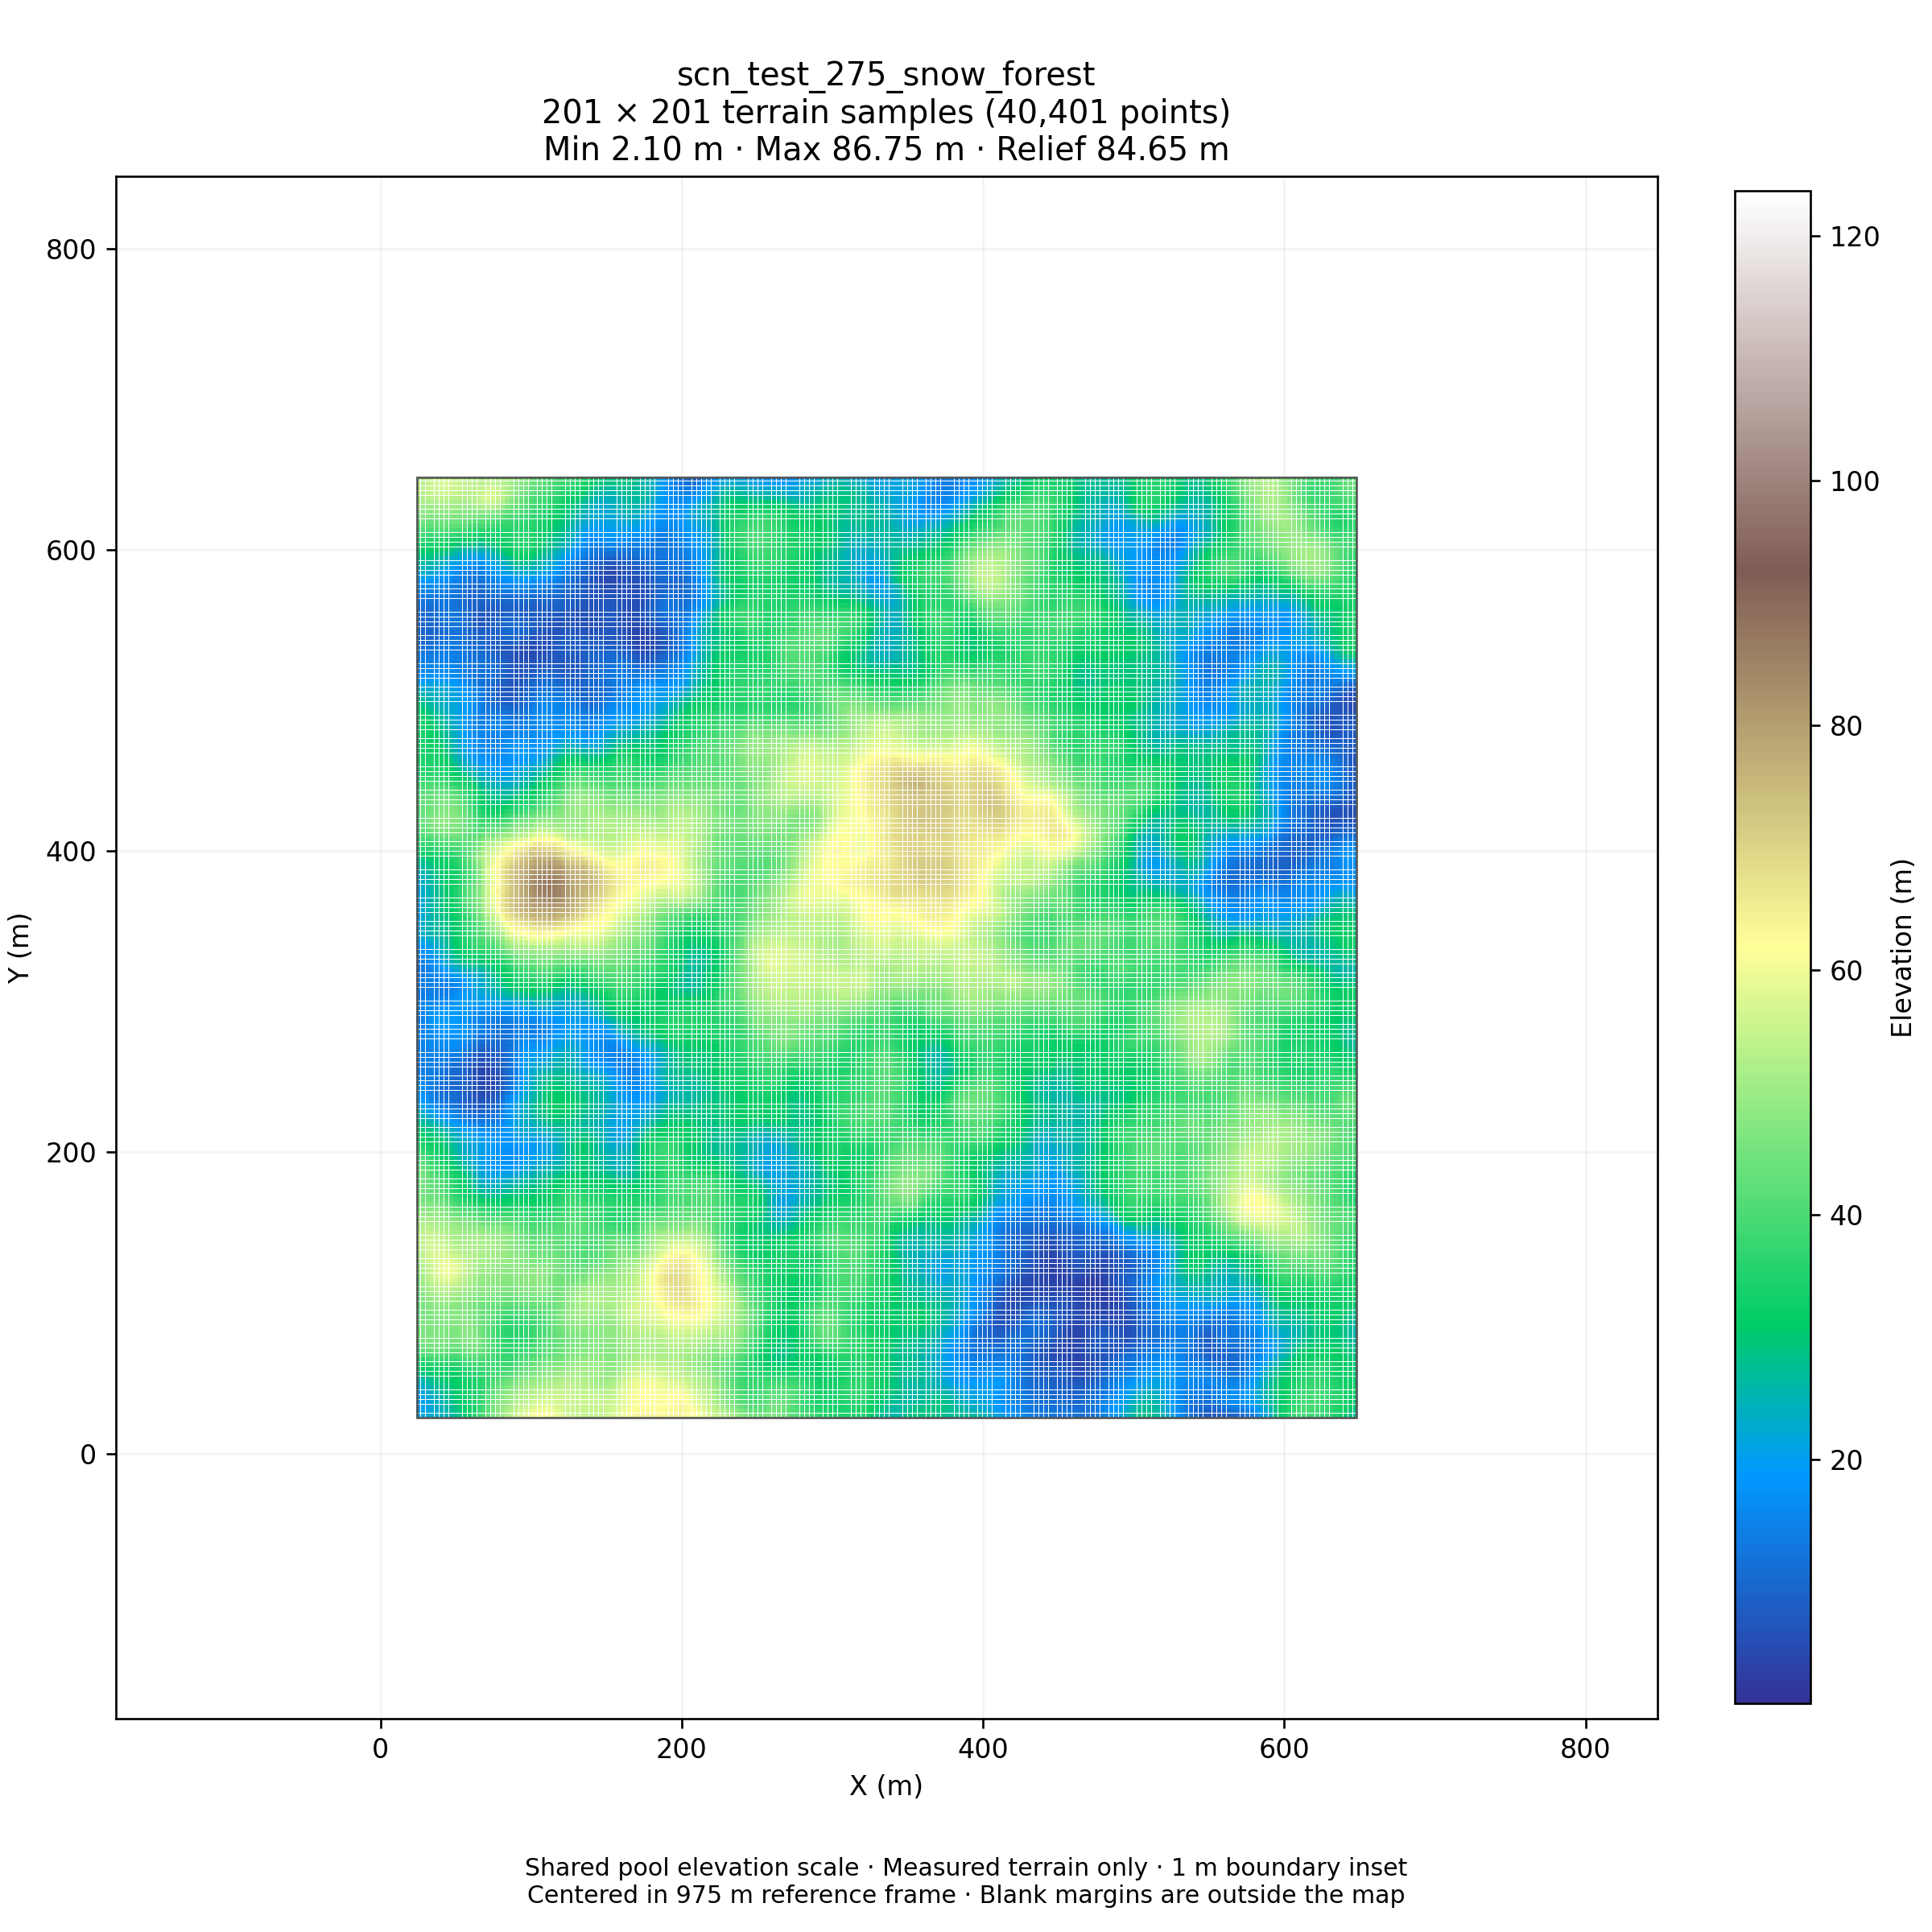 scn_test_275_snow_forest
201 × 201 terrain samples (40,401 points)
Min 2.10 m · Max 86.75 m · Relief 84.65 m
800
600
400
200
0
Y (m)
0
200
400
600
800
X (m)
120
100
80
60
40
20
Elevation (m)
Shared pool elevation scale · Measured terrain only · 1 m boundary inset
Centered in 975 m reference frame · Blank margins are outside the map